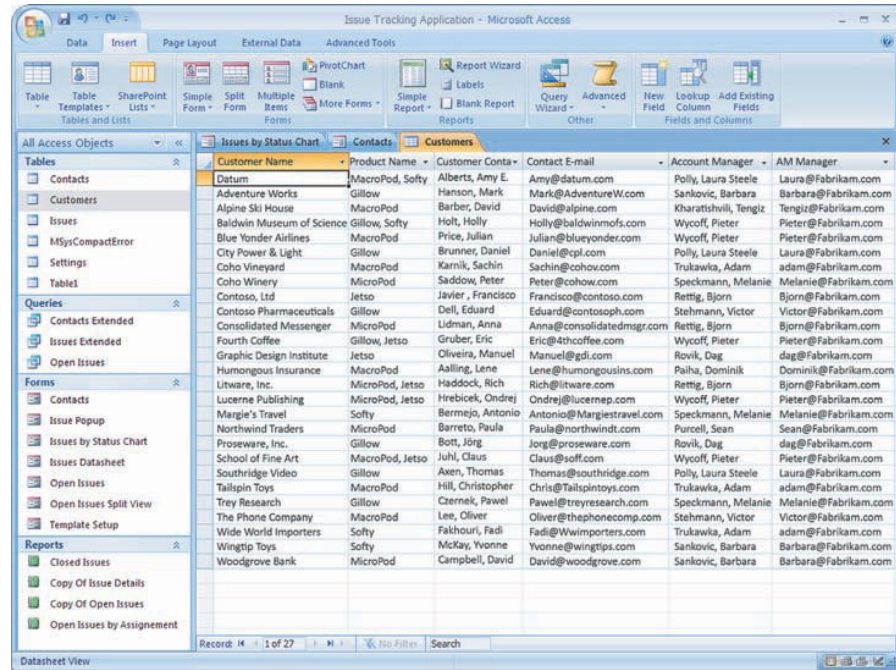 Issue Tracking Application - Microsoft Access
Data Insert Page Layout External Data Advanced Tools
Table Table Templates SharePoint Lists
Tables and Lists
Simple Form Split Form Multiple Items PivotChart Blank More Forms
Forms
Simple Report Report Wizard Labels Blank Report
Reports
Query Wizard Advanced
Other
New Field Lookup Column Add Existing Fields
Fields and Columns
All Access Objects
Tables
Contacts
Customers
Issues
MSysCompactError
Settings
Table1
Queries
Contacts Extended
Issues Extended
Open Issues
Forms
Contacts
Issue Popup
Issues by Status Chart
Issues Datasheet
Open Issues
Open Issues Split View
Template Setup
Reports
Closed Issues
Copy Of Issue Details
Copy Of Open Issues
Open Issues by Assignement
Issues by Status Chart Contacts Customers
Customer Name Product Name Customer Conta Contact E-mail Account Manager AM Manager
Datum MacroPod, Softy Alberts, Amy E. Amy@datum.com Polly, Laura Steele Laura@Fabrikam.com
Adventure Works Gillow Hanson, Mark Mark@AdventureW.com Sankovic, Barbara Barbara@Fabrikam.com
Alpine Ski House MacroPod Barber, David David@alpine.com Kharatishvili, Tengiz Tengiz@Fabrikam.com
Baldwin Museum of Science Gillow, Softy Holt, Holly Holly@baldwinmofs.com Wycoff, Pieter Pieter@Fabrikam.com
Blue Yonder Airlines MacroPod Price, Julian Julian@blueyonder.com Wycoff, Pieter Pieter@Fabrikam.com
City Power & Light Gillow Brunner, Daniel Daniel@cpl.com Polly, Laura Steele Laura@Fabrikam.com
Coho Vineyard MacroPod Karnik, Sachin Sachin@cohov.com Trukawka, Adam adam@Fabrikam.com
Coho Winery MicroPod Saddow, Peter Peter@cohow.com Speckmann, Melanie Melanie@Fabrikam.com
Contoso, Ltd Jetso Javier , Francisco Francisco@contoso.com Rettig, Bjorn Bjorn@Fabrikam.com
Contoso Pharmaceuticals Gillow Dell, Eduard Eduard@contosoph.com Stehmann, Victor Victor@Fabrikam.com
Consolidated Messenger MicroPod Lidman, Anna Anna@consolidatedmsgr.com Rettig, Bjorn Bjorn@Fabrikam.com
Fourth Coffee Gillow, Jetso Gruber, Eric Eric@4thcoffee.com Wycoff, Pieter Pieter@Fabrikam.com
Graphic Design Institute Jetso Oliveira, Manuel Manuel@gdi.com Rovik, Dag dag@Fabrikam.com
Humongous Insurance MacroPod Aalling, Lene Lene@humongousins.com Paiha, Dominik Dominik@Fabrikam.com
Litware, Inc. MicroPod, Jetso Haddock, Rich Rich@litware.com Rettig, Bjorn Bjorn@Fabrikam.com
Lucerne Publishing MicroPod, Jetso Hrebicek, Ondrej Ondrej@lucernep.com Wycoff, Pieter Pieter@Fabrikam.com
Margie's Travel Softy Bermejo, Antonio Antonio@Margiestravel.com Speckmann, Melanie Melanie@Fabrikam.com
Northwind Traders MicroPod Barreto, Paula Paula@northwindt.com Purcell, Sean Sean@Fabrikam.com
Proseware, Inc. Gillow Bott, Jörg Jorg@proseware.com Rovik, Dag dag@Fabrikam.com
School of Fine Art MacroPod, Jetso Juhl, Claus Claus@soff.com Wycoff, Pieter Pieter@Fabrikam.com
Southridge Video Gillow Axen, Thomas Thomas@southridge.com Polly, Laura Steele Laura@Fabrikam.com
Tailspin Toys MacroPod Hill, Christopher Chris@Tailspintoys.com Trukawka, Adam adam@Fabrikam.com
Trey Research Gillow Czernek, Pawel Pawel@treyresearch.com Speckmann, Melanie Melanie@Fabrikam.com
The Phone Company MacroPod Lee, Oliver Oliver@thephonecomp.com Stehmann, Victor Victor@Fabrikam.com
Wide World Importers Softy Fakhouri, Fadi Fadi@Wwimporters.com Trukawka, Adam adam@Fabrikam.com
Wingtip Toys Softy McKay, Yvonne Yvonne@wingtips.com Sankovic, Barbara Barbara@Fabrikam.com
Woodgrove Bank MicroPod Campbell, David David@woodgrove.com Sankovic, Barbara Barbara@Fabrikam.com
Record: 1 of 27 No Filter Search
Datasheet View